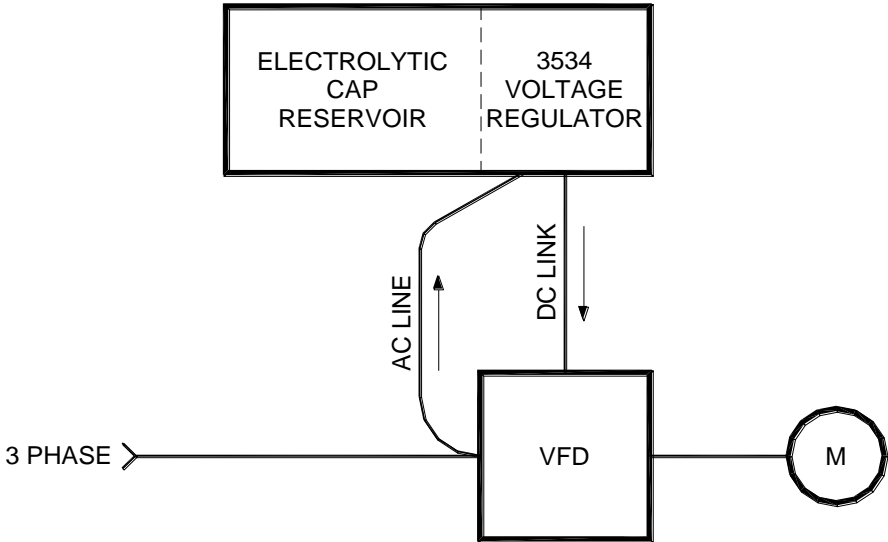 ELECTROLYTIC
CAP
RESERVOIR
3534
VOLTAGE
REGULATOR
AC LINE
DC LINK
3 PHASE
VFD
M